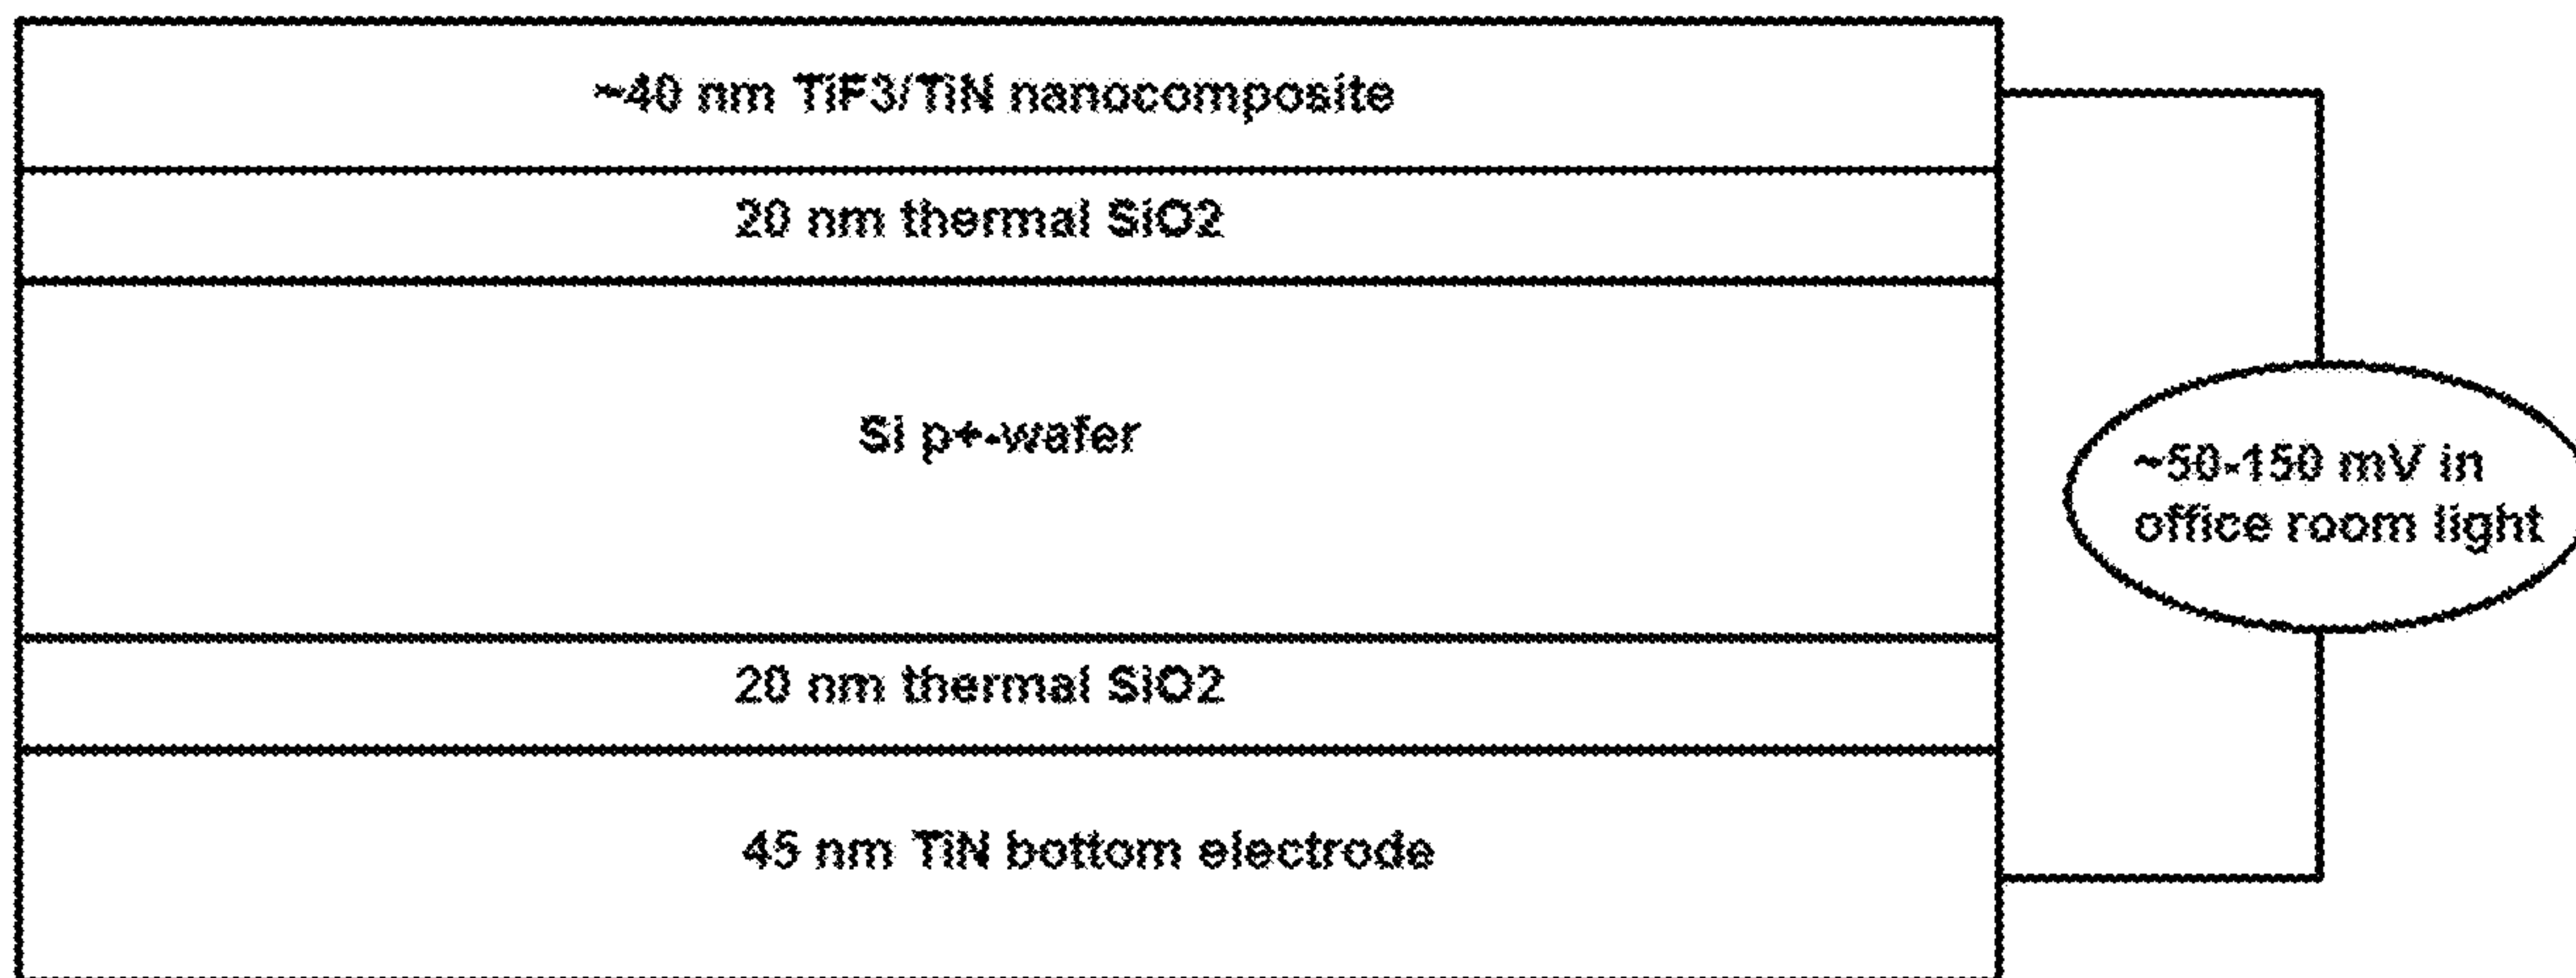 ~40 nm TiF3/TiN nanocomposite
20 nm thermal SiO2
Si p+-wafer
~50-150 mV in
office room light
20 nm thermal SiO2
45 nm TiN bottom electrode